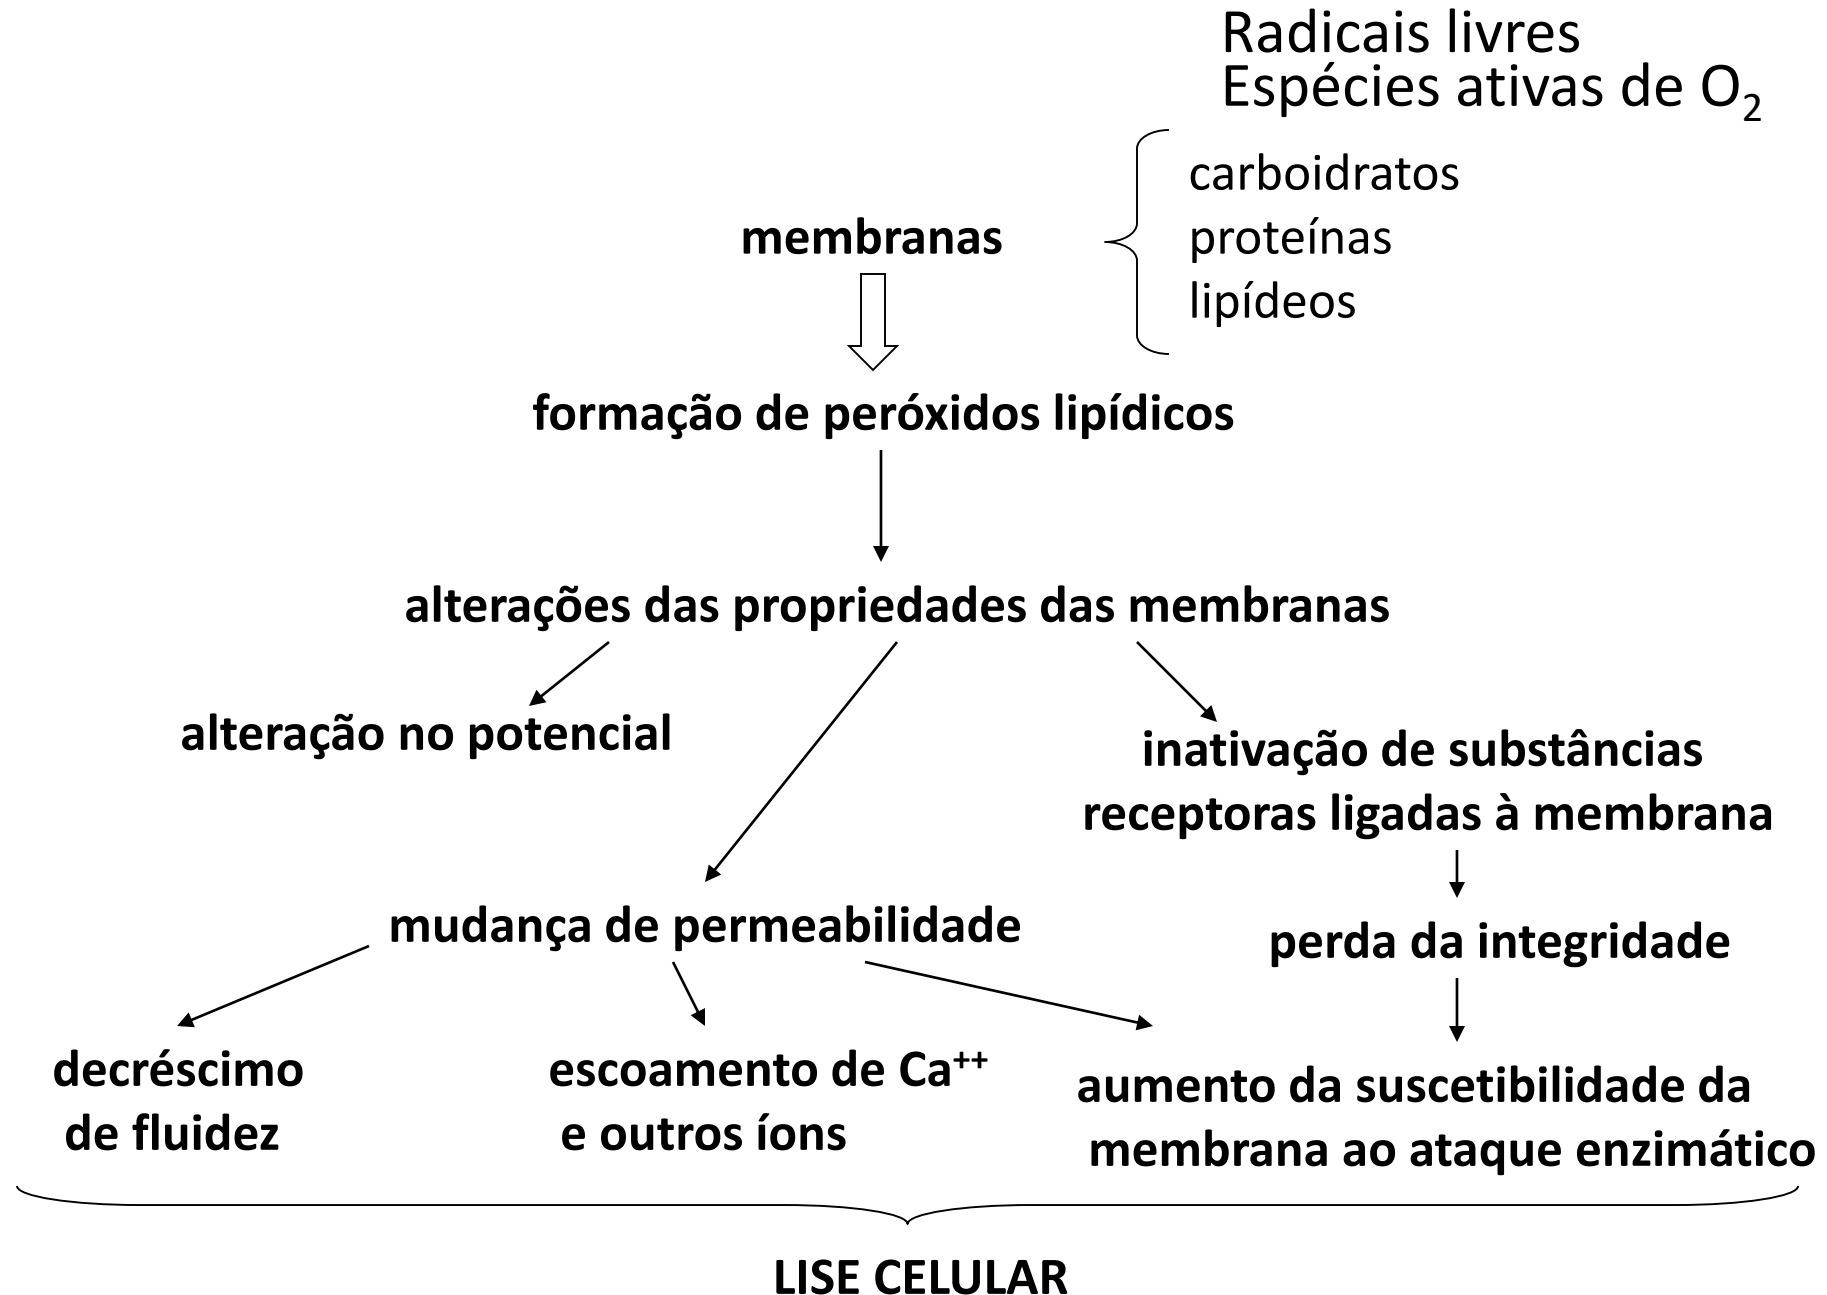 Radicais livres
Espécies ativas de O₂
carboidratos
membranas
proteínas
lipídeos
formação de peróxidos lipídicos
alterações das propriedades das membranas
alteração no potencial
inativação de substâncias
receptoras ligadas à membrana
mudança de permeabilidade
perda da integridade
decréscimo
de fluidez
escoamento de Ca⁺⁺
e outros íons
aumento da suscetibilidade da
membrana ao ataque enzimático
LISE CELULAR